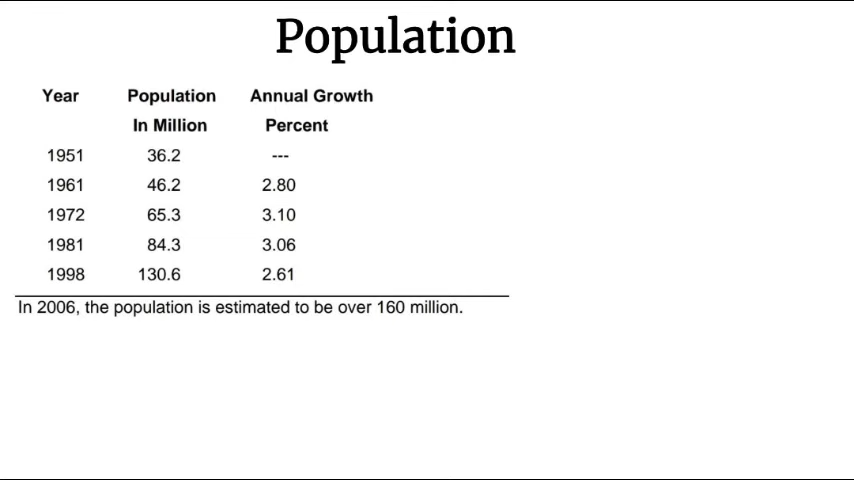 Population
Year Population Annual Growth
In Million Percent
1951 36.2 ---
1961 46.2 2.80
1972 65.3 3.10
1981 84.3 3.06
1998 130.6 2.61
In 2006, the population is estimated to be over 160 million.